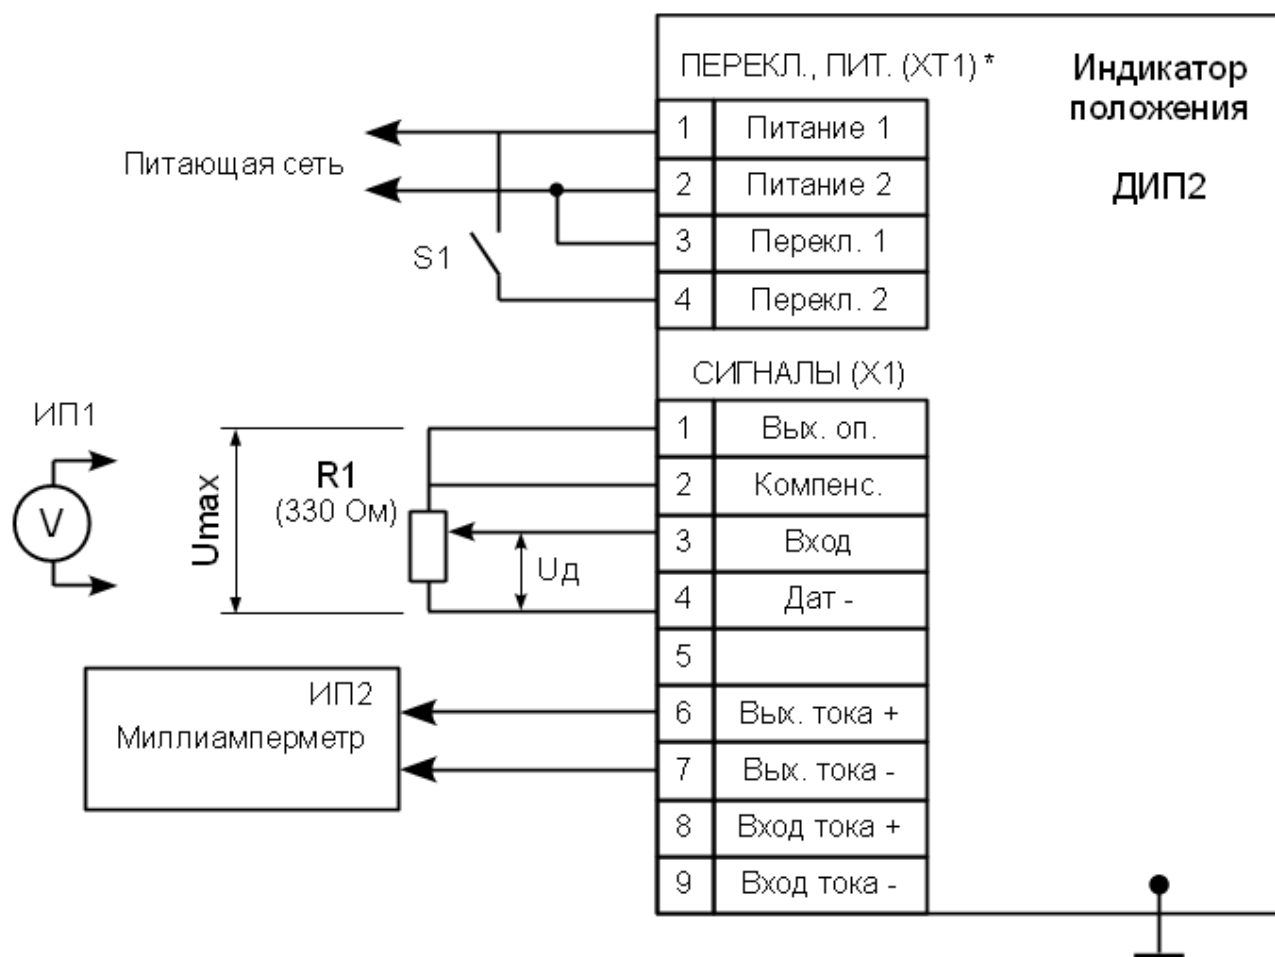 ПЕРЕКЛ., ПИТ. (XT1) *
Индикатор
положения
ДИП2
1 Питание 1
2 Питание 2
3 Перекл. 1
4 Перекл. 2
Питающая сеть
S1
СИГНАЛЫ (X1)
1 Вых. оп.
2 Компенс.
3 Вход
4 Дат -
5
6 Вых. тока +
7 Вых. тока -
8 Вход тока +
9 Вход тока -
ИП1
V
Umax
R1
(330 Ом)
Uд
ИП2
Миллиамперметр